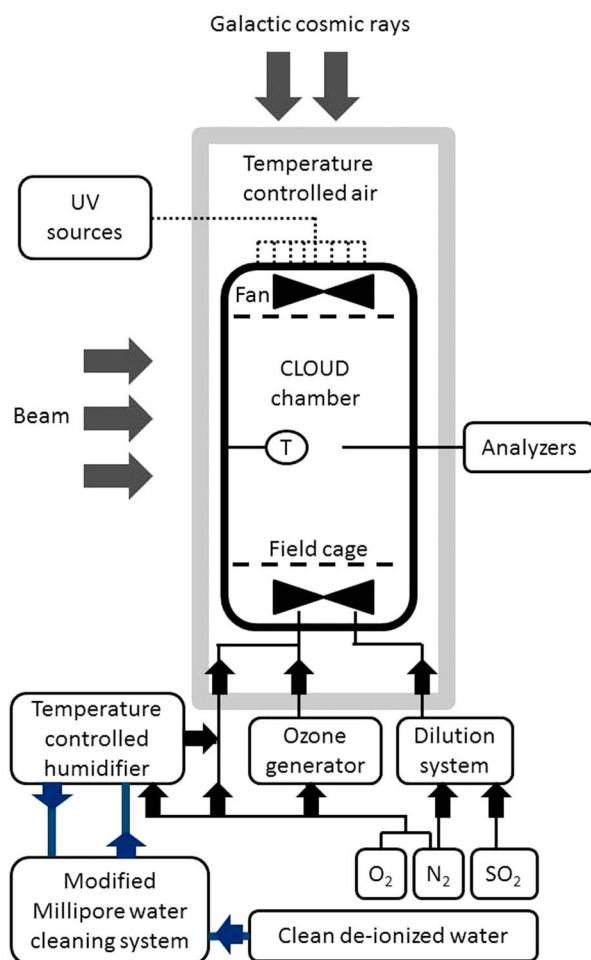 Galactic cosmic rays
Temperature
controlled air
UV
sources
Fan
CLOUD
chamber
Beam
T
Analyzers
Field cage
Temperature
controlled
humidifier
Ozone
generator
Dilution
system
O₂
N₂
SO₂
Modified
Millipore water
cleaning system
Clean de-ionized water